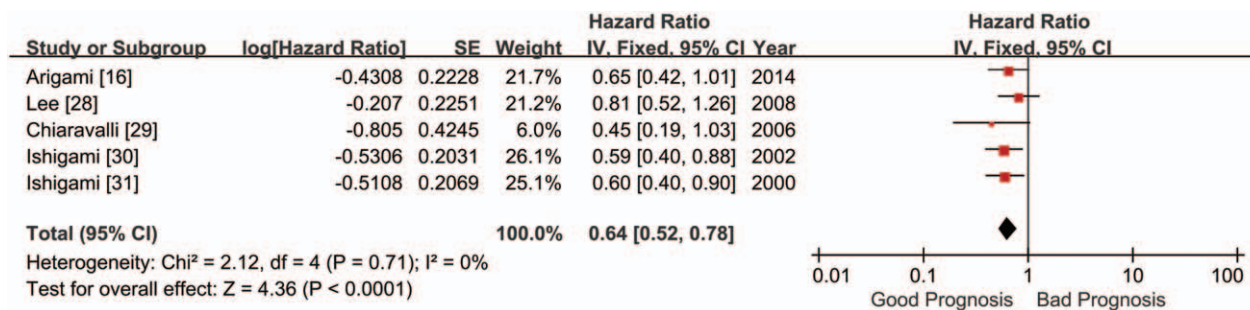 Hazard Ratio Hazard Ratio
Study or Subgroup log[Hazard Ratio] SE Weight IV, Fixed, 95% CI Year IV, Fixed, 95% CI
Arigami [16] -0.4308 0.2228 21.7% 0.65 [0.42, 1.01] 2014
Lee [28] -0.207 0.2251 21.2% 0.81 [0.52, 1.26] 2008
Chiaravalli [29] -0.805 0.4245 6.0% 0.45 [0.19, 1.03] 2006
Ishigami [30] -0.5306 0.2031 26.1% 0.59 [0.40, 0.88] 2002
Ishigami [31] -0.5108 0.2069 25.1% 0.60 [0.40, 0.90] 2000
Total (95% CI) 100.0% 0.64 [0.52, 0.78]
Heterogeneity: Chi² = 2.12, df = 4 (P = 0.71); I² = 0%
Test for overall effect: Z = 4.36 (P < 0.0001)
0.01 0.1 1 10 100
Good Prognosis Bad Prognosis